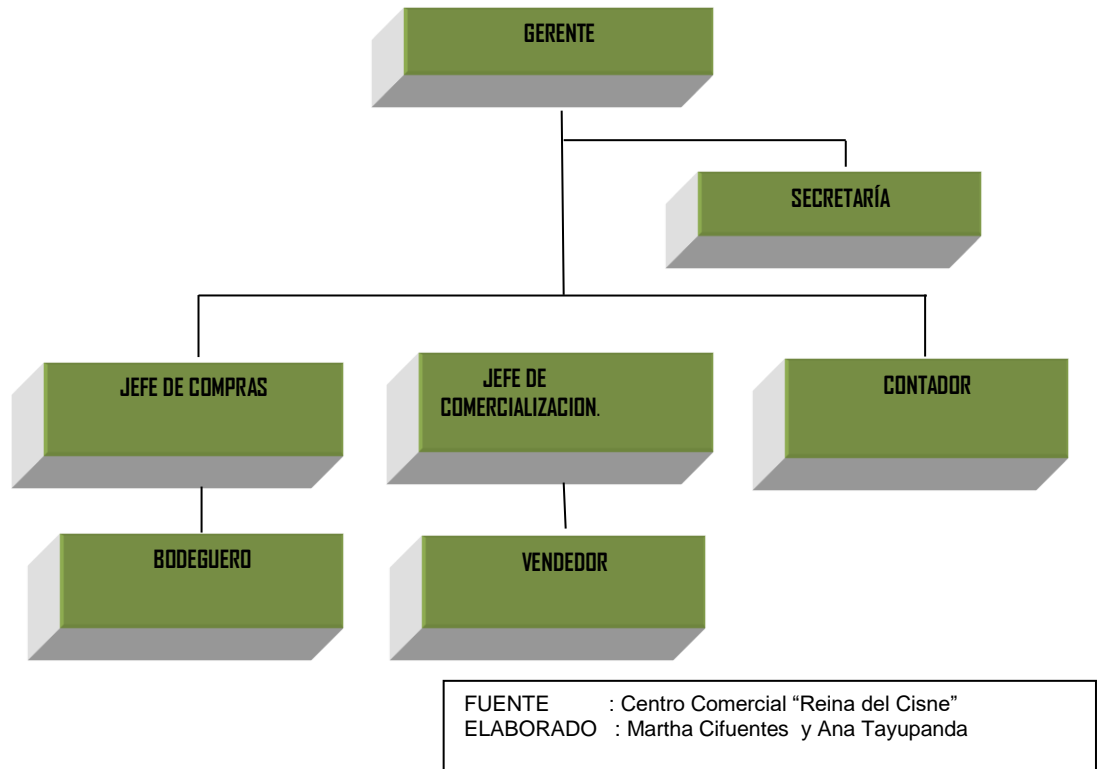 GERENTE
SECRETARÍA
JEFE DE COMPRAS
JEFE DE
COMERCIALIZACION.
CONTADOR
BODEGUERO
VENDEDOR
FUENTE : Centro Comercial “Reina del Cisne”
ELABORADO : Martha Cifuentes y Ana Tayupanda